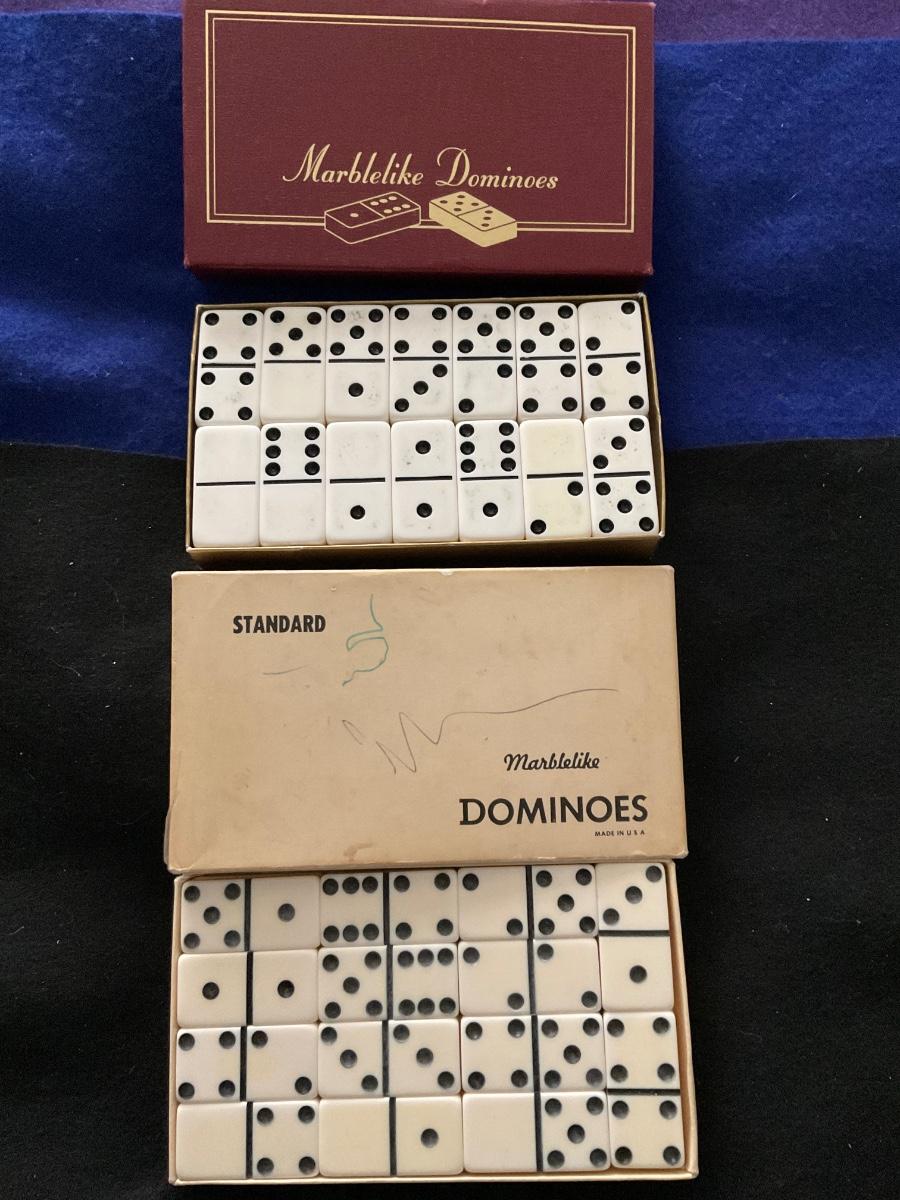 Marblelike Dominoes
STANDARD
Marblelike
DOMINOES
MADE IN U S A